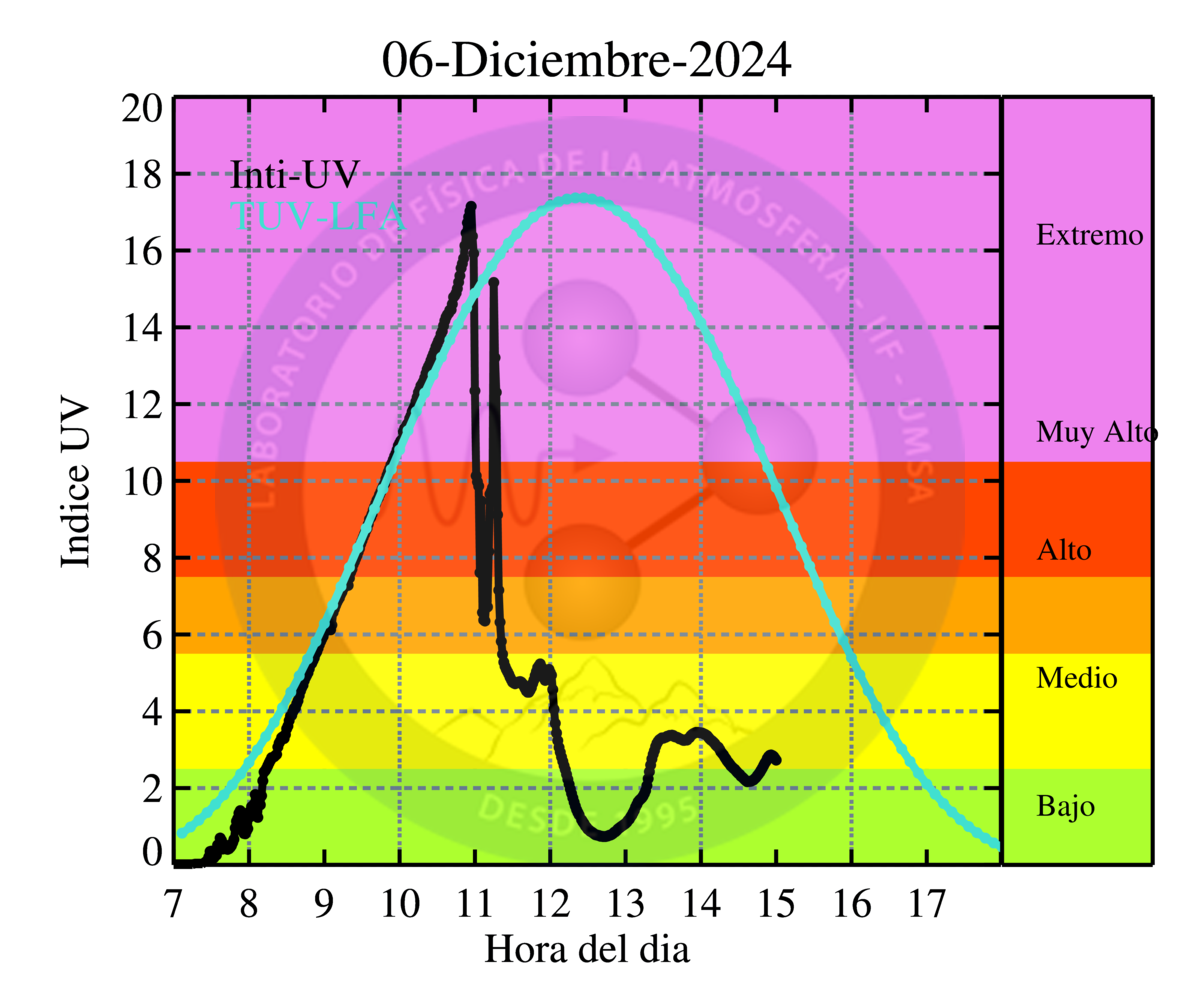 06-Diciembre-2024
20
18
16
14
12
10
8
6
4
2
0
Indice UV
Inti-UV
TUV-LFA
LABORATORIO DE FÍSICA DE LA ATMÓSFERA - IIF - UMSA
DESDE 1995
Extremo
Muy Alto
Alto
Medio
Bajo
7 8 9 10 11 12 13 14 15 16 17
Hora del dia